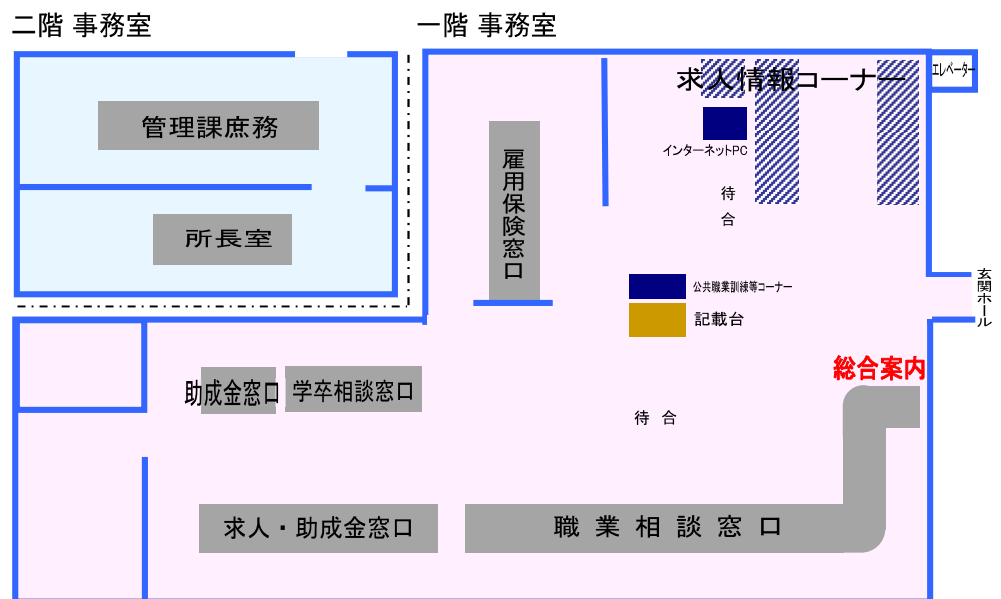 二階 事務室
一階 事務室
管理課庶務
所長室
雇用保険窓口
求人情報コーナー
エレベーター
インターネットPC
待合
公共職業訓練等コーナー
記載台
玄関ホール
総合案内
助成金窓口
学卒相談窓口
待 合
求人・助成金窓口
職業相談窓口